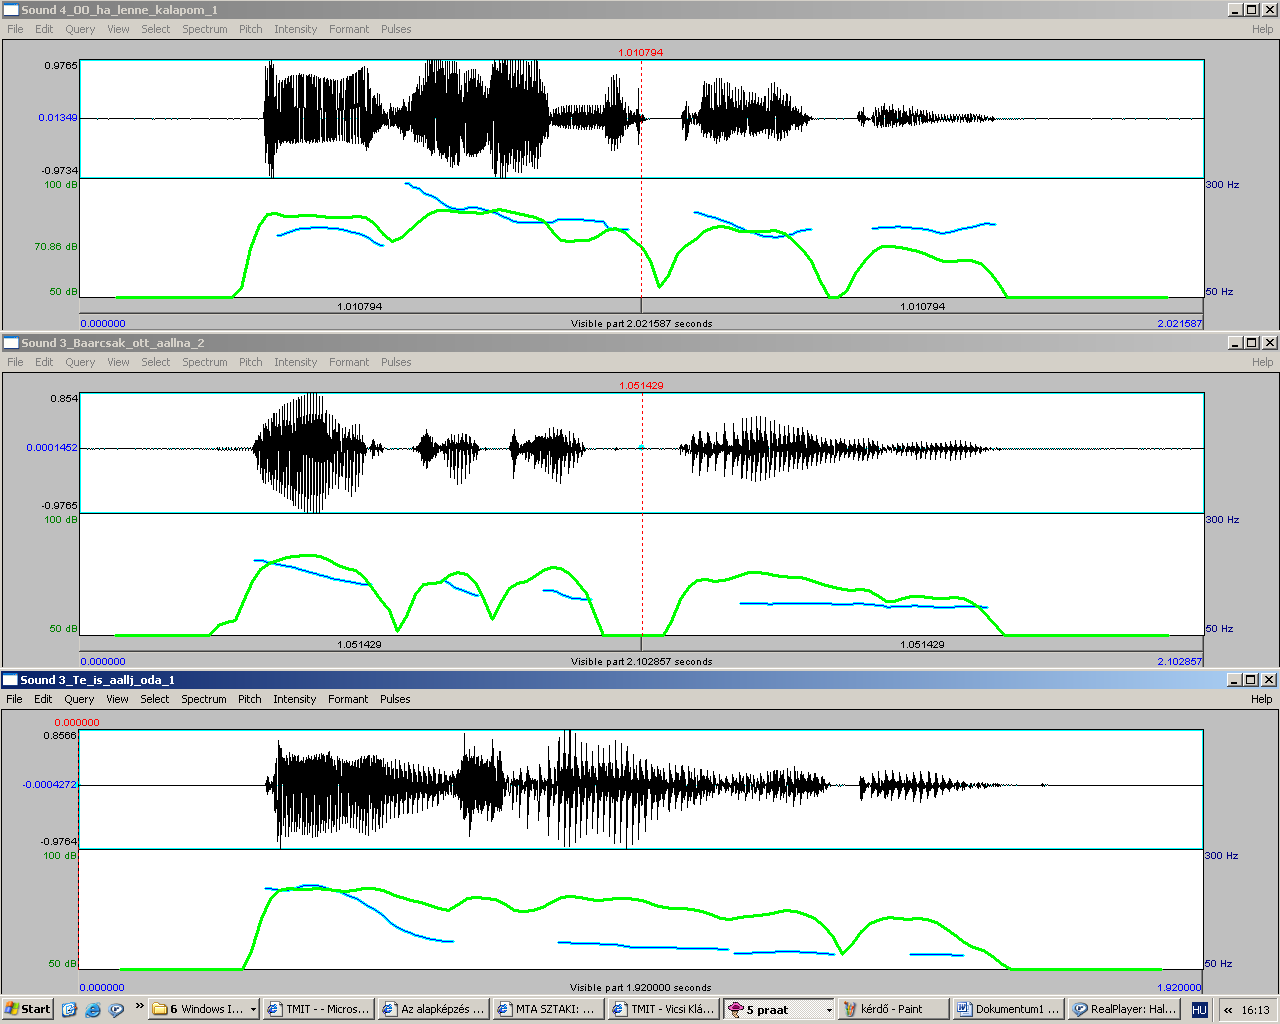 Sound 4_OO_ha_lenne_kalapom_1
File Edit Query View Select Spectrum Pitch Intensity Formant Pulses Help
1.010794
0.9765
0.01349
-0.9734
100 dB 300 Hz
70.86 dB
50 dB 50 Hz
1.010794 1.010794
0.000000 Visible part 2.021587 seconds 2.021587
Sound 3_Baarcsak_ott_aallna_2
File Edit Query View Select Spectrum Pitch Intensity Formant Pulses Help
1.051429
0.854
0.0001452
-0.9765
100 dB 300 Hz
50 dB 50 Hz
1.051429 1.051429
0.000000 Visible part 2.102857 seconds 2.102857
Sound 3_Te_is_aallj_oda_1
File Edit Query View Select Spectrum Pitch Intensity Formant Pulses Help
0.000000
0.8566
-0.0004272
-0.9764
100 dB 300 Hz
50 dB 50 Hz
0.000000 Visible part 1.920000 seconds 1.920000
Start » 6 Windows I... TMIT - - Micros... Az alapképzés ... MTA SZTAKI: ... TMIT - Vicsi Klá... 5 praat kérdő - Paint Dokumentum1 ... RealPlayer: Hal... HU « 16:13